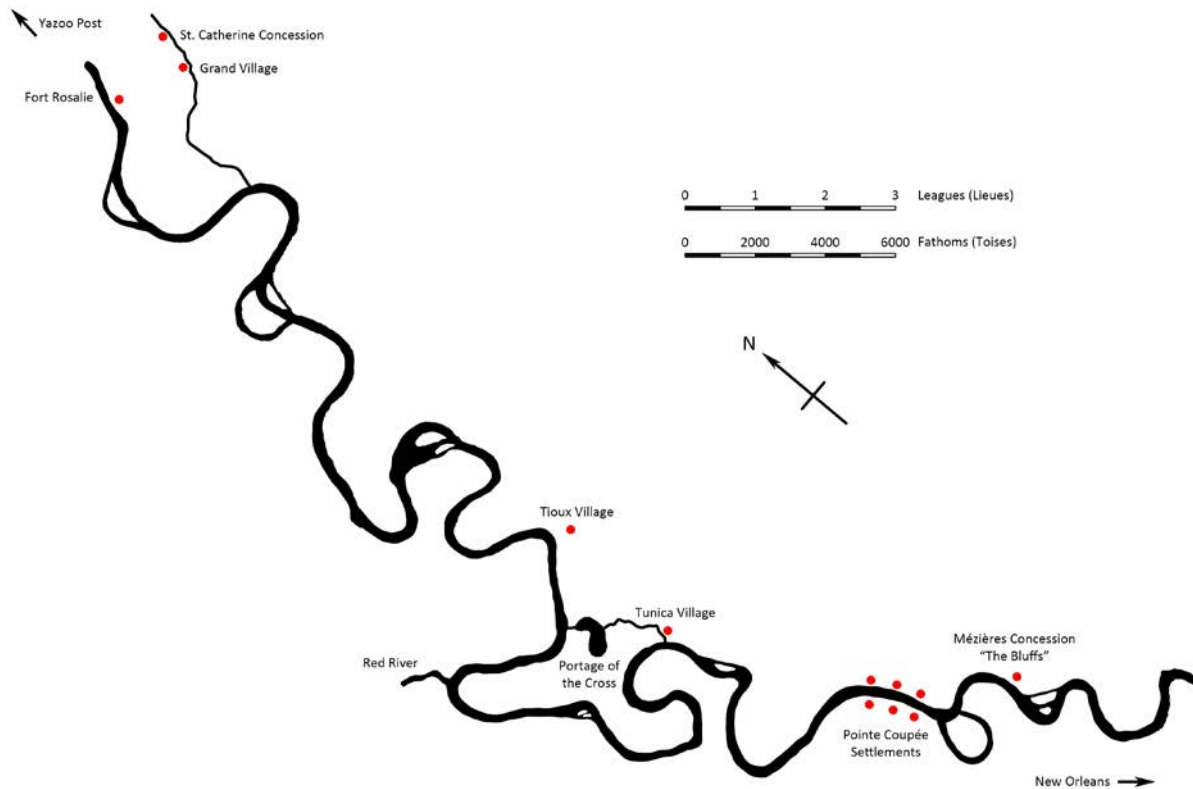 Yazoo Post
St. Catherine Concession
Grand Village
Fort Rosalie
0 1 2 3 Leagues (Lieues)
0 2000 4000 6000 Fathoms (Toises)
N
Tioux Village
Tunica Village
Mézières Concession
“The Bluffs”
Red River
Portage of
the Cross
Pointe Coupée
Settlements
New Orleans